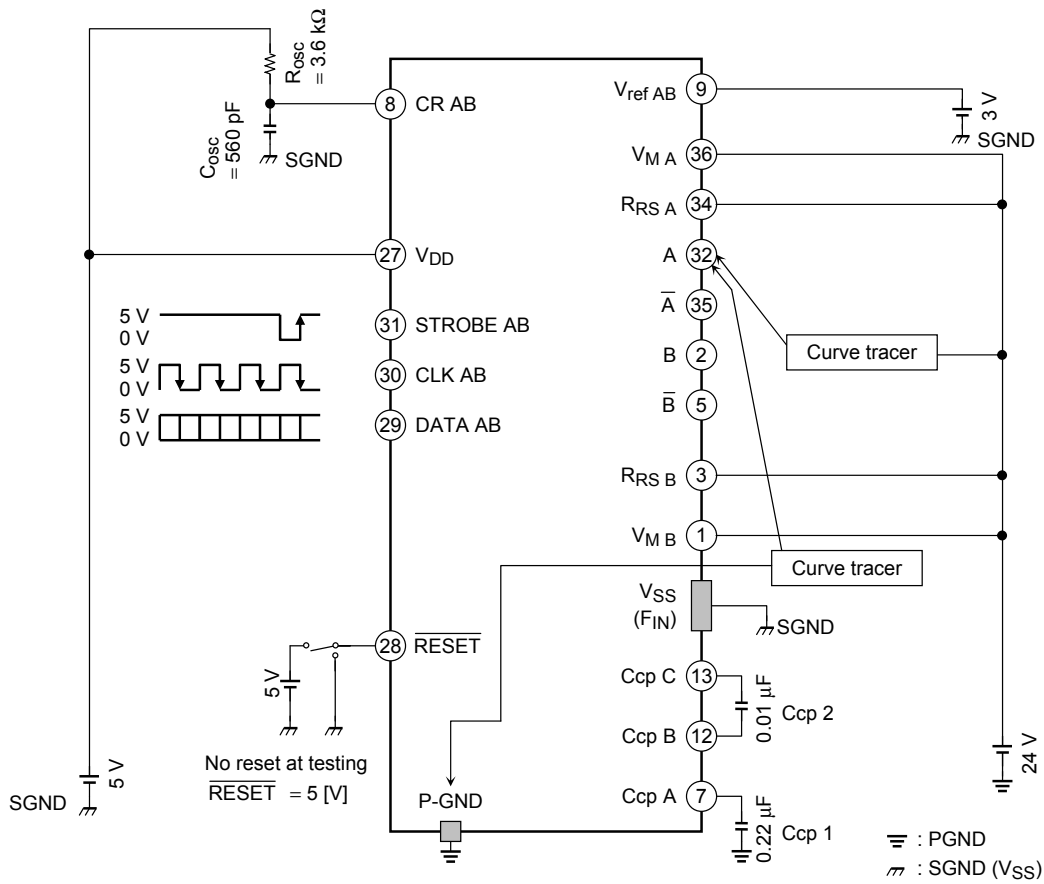 Rosc
= 3.6 kΩ
Cosc
= 560 pF
SGND
8 CR AB
Vref AB 9
3 V
SGND
VM A 36
RRS A 34
27 VDD
A 32
A̅ 35
5 V
0 V
31 STROBE AB
B 2
Curve tracer
5 V
0 V
30 CLK AB
B̅ 5
5 V
0 V
29 DATA AB
RRS B 3
VM B 1
Curve tracer
VSS
(FIN)
SGND
28 R̅E̅S̅E̅T̅
5 V
Ccp C 13
0.01 μF
Ccp 2
Ccp B 12
No reset at testing
R̅E̅S̅E̅T̅ = 5 [V]
24 V
5 V
SGND
P-GND
Ccp A 7
0.22 μF
Ccp 1
: PGND
: SGND (VSS)